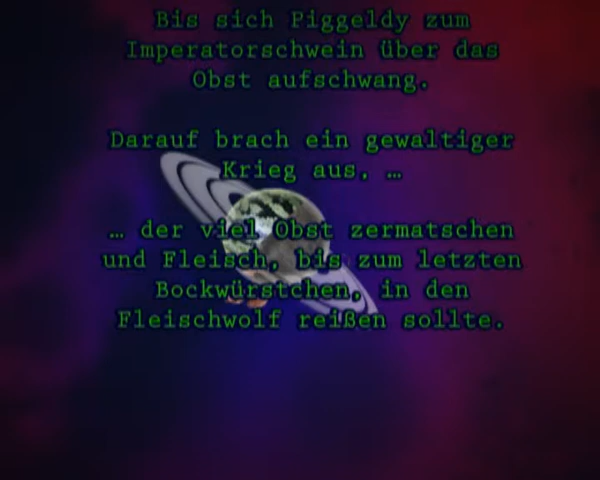 Bis sich Piggeldy zum
Imperatorschwein über das
Obst aufschwang.
Darauf brach ein gewaltiger
Krieg aus, …
… der viel Obst zermatschen
und Fleisch, bis zum letzten
Bockwürstchen, in den
Fleischwolf reißen sollte.